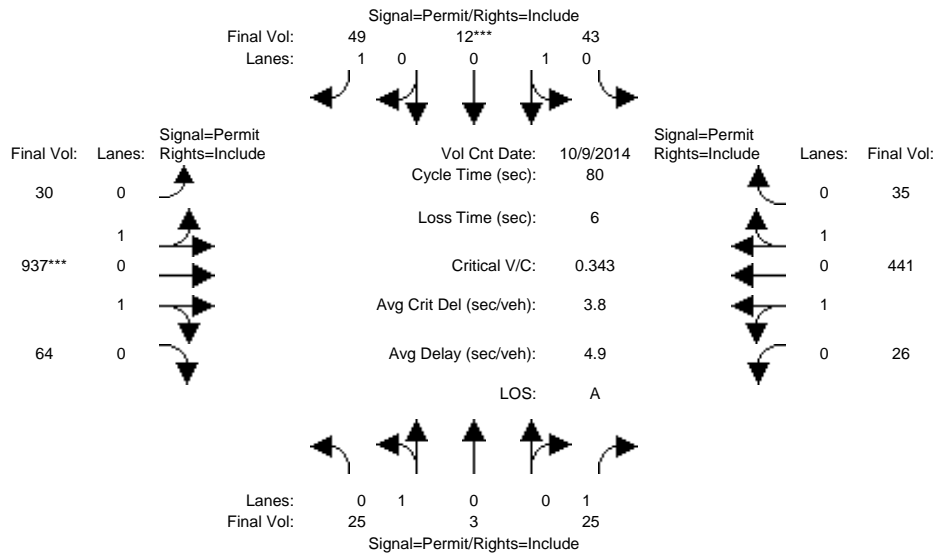 Signal=Permit/Rights=Include
Final Vol: 49 12*** 43
Lanes: 1 0 0 1 0
Signal=Permit
Final Vol: Lanes: Rights=Include
Vol Cnt Date: 10/9/2014
Signal=Permit
Rights=Include Lanes: Final Vol:
Cycle Time (sec): 80
30 0
0 35
Loss Time (sec): 6
1
1
937*** 0
Critical V/C: 0.343
0 441
1
Avg Crit Del (sec/veh): 3.8
1
64 0
Avg Delay (sec/veh): 4.9
0 26
LOS: A
Lanes: 0 1 0 0 1
Final Vol: 25 3 25
Signal=Permit/Rights=Include